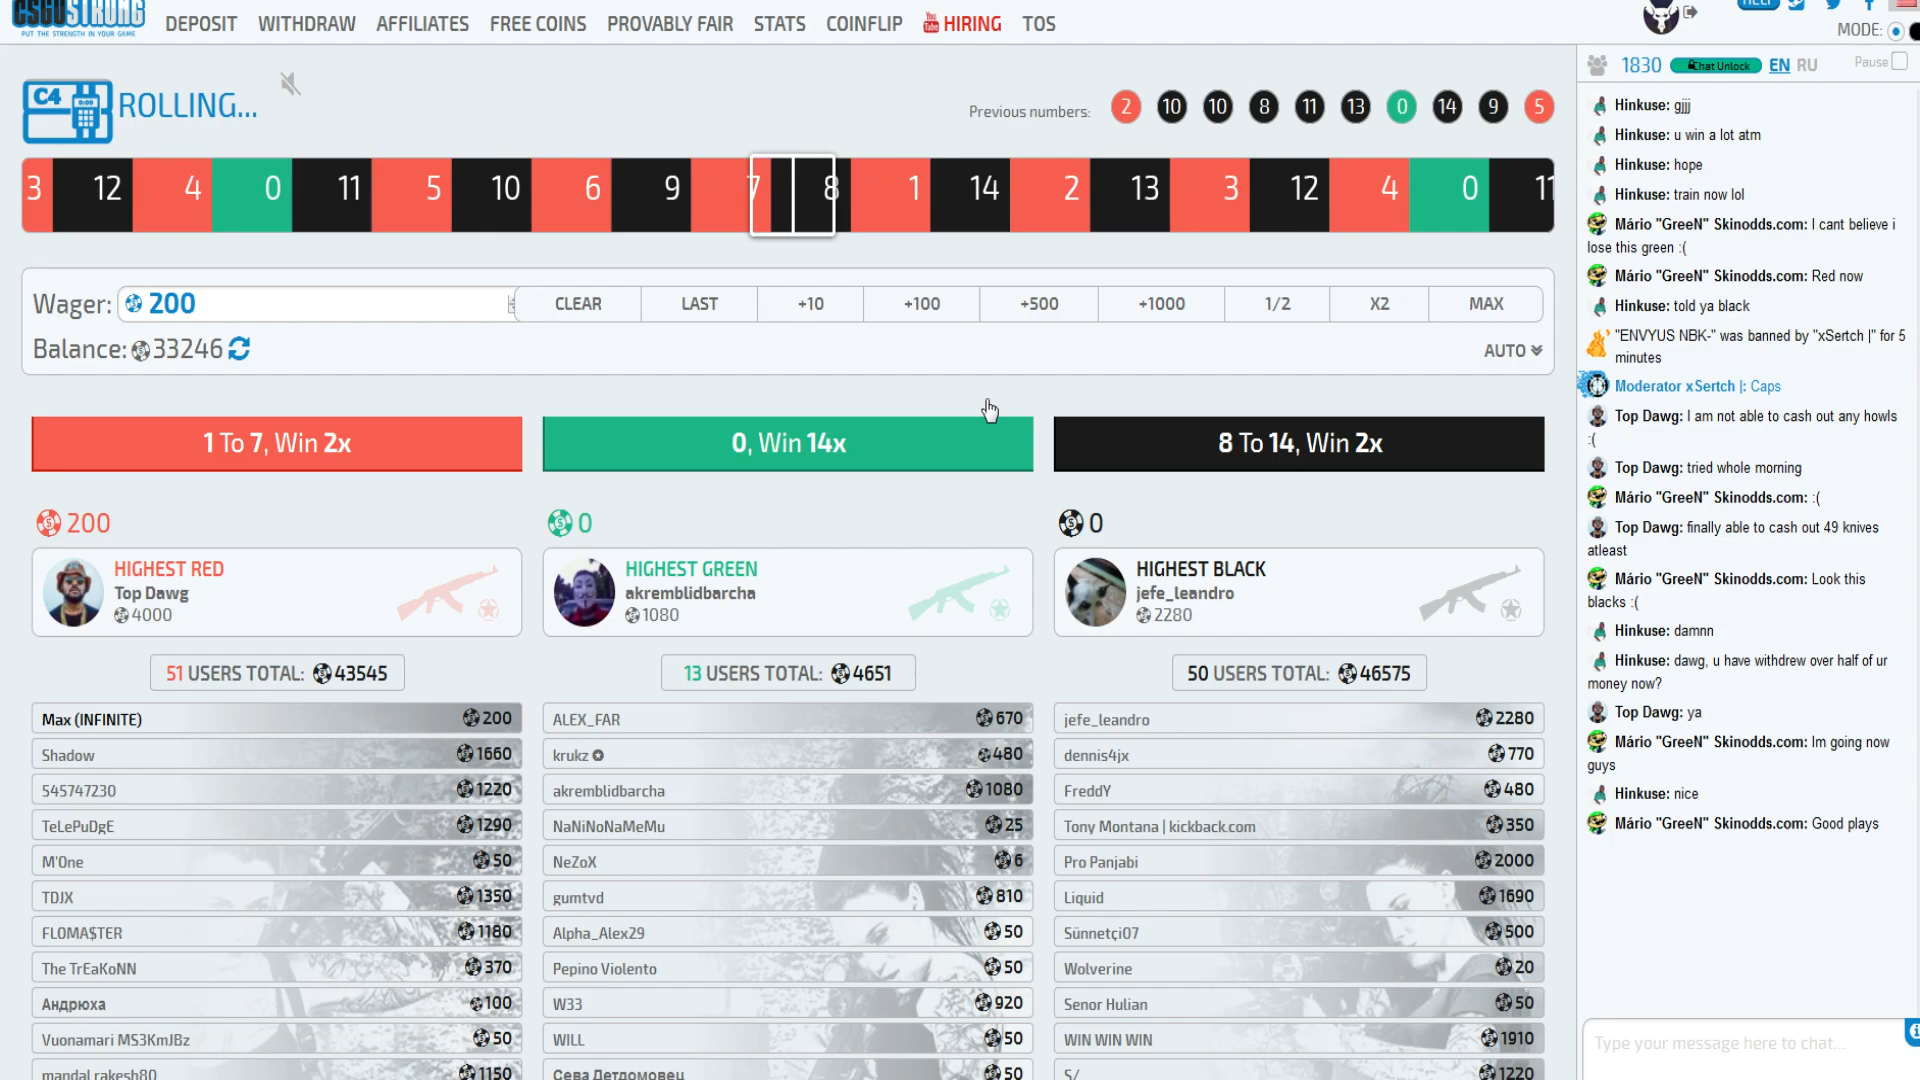 CSGOSTRONG
PUT THE STRENGTH IN YOUR GAME
DEPOSIT WITHDRAW AFFILIATES FREE COINS PROVABLY FAIR STATS COINFLIP You Tube HIRING TOS
HELP
MODE:
C4 0:00 ROLLING...
Previous numbers: 2 10 10 8 11 13 0 14 9 5
3 12 4 0 11 5 10 6 9 7 8 1 14 2 13 3 12 4 0 11
Wager: 200 CLEAR LAST +10 +100 +500 +1000 1/2 X2 MAX
Balance: 33246
AUTO
1 To 7, Win 2x
0, Win 14x
8 To 14, Win 2x
200
0
0
HIGHEST RED
Top Dawg
4000
HIGHEST GREEN
akremblidbarcha
1080
HIGHEST BLACK
jefe_leandro
2280
51 USERS TOTAL: 43545
13 USERS TOTAL: 4651
50 USERS TOTAL: 46575
Max (INFINITE) 200
Shadow 1660
545747230 1220
TeLePuDgE 1290
M'One 50
TDJX 1350
FLOMA$TER 1180
The TrEaKoNN 370
Андрюха 100
Vuonamari MS3KmJBz 50
mandal rakesh80 1150
ALEX_FAR 670
krukz 480
akremblidbarcha 1080
NaNiNoNaMeMu 25
NeZoX 6
gumtvd 810
Alpha_Alex29 50
Pepino Violento 50
W33 920
WILL 50
Сева Детдомовец 50
jefe_leandro 2280
dennis4jx 770
FreddY 480
Tony Montana | kickback.com 350
Pro Panjabi 2000
Liquid 1690
Sünnetçi07 500
Wolverine 20
Senor Hulian 50
WIN WIN WIN 1910
S/ 1220
1830 Chat Unlock EN RU Pause
Hinkuse: gjjj
Hinkuse: u win a lot atm
Hinkuse: hope
Hinkuse: train now lol
Mário "GreeN" Skinodds.com: I cant believe i
lose this green :(
Mário "GreeN" Skinodds.com: Red now
Hinkuse: told ya black
"ENVYUS NBK-" was banned by "xSertch |" for 5
minutes
Moderator xSertch |: Caps
Top Dawg: I am not able to cash out any howls
:(
Top Dawg: tried whole morning
Mário "GreeN" Skinodds.com: :(
Top Dawg: finally able to cash out 49 knives
atleast
Mário "GreeN" Skinodds.com: Look this
blacks :(
Hinkuse: damnn
Hinkuse: dawg, u have withdrew over half of ur
money now?
Top Dawg: ya
Mário "GreeN" Skinodds.com: Im going now
guys
Hinkuse: nice
Mário "GreeN" Skinodds.com: Good plays
Type your message here to chat...